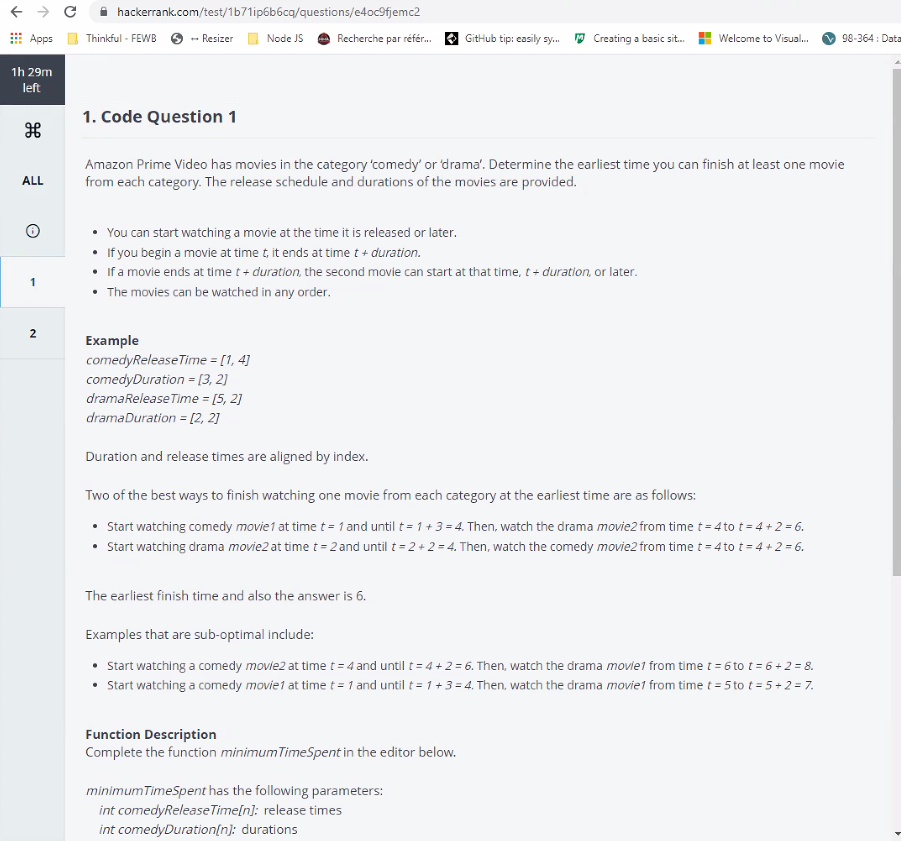 hackerrank.com/test/1b71ip6b6cq/questions/e4oc9fjemc2
Apps Thinkful - FEWB ↔ Resizer Node JS Recherche par référ... GitHub tip: easily sy... Creating a basic sit... Welcome to Visual... 98-364 : Data
1h 29m
left
1. Code Question 1
ALL
Amazon Prime Video has movies in the category ‘comedy’ or ‘drama’. Determine the earliest time you can finish at least one movie
from each category. The release schedule and durations of the movies are provided.
• You can start watching a movie at the time it is released or later.
• If you begin a movie at time t, it ends at time t + duration.
• If a movie ends at time t + duration, the second movie can start at that time, t + duration, or later.
• The movies can be watched in any order.
1
2
Example
comedyReleaseTime = [1, 4]
comedyDuration = [3, 2]
dramaReleaseTime = [5, 2]
dramaDuration = [2, 2]
Duration and release times are aligned by index.
Two of the best ways to finish watching one movie from each category at the earliest time are as follows:
• Start watching comedy movie1 at time t = 1 and until t = 1 + 3 = 4. Then, watch the drama movie2 from time t = 4 to t = 4 + 2 = 6.
• Start watching drama movie2 at time t = 2 and until t = 2 + 2 = 4. Then, watch the comedy movie2 from time t = 4 to t = 4 + 2 = 6.
The earliest finish time and also the answer is 6.
Examples that are sub-optimal include:
• Start watching a comedy movie2 at time t = 4 and until t = 4 + 2 = 6. Then, watch the drama movie1 from time t = 6 to t = 6 + 2 = 8.
• Start watching a comedy movie1 at time t = 1 and until t = 1 + 3 = 4. Then, watch the drama movie1 from time t = 5 to t = 5 + 2 = 7.
Function Description
Complete the function minimumTimeSpent in the editor below.
minimumTimeSpent has the following parameters:
int comedyReleaseTime[n]: release times
int comedyDuration[n]: durations